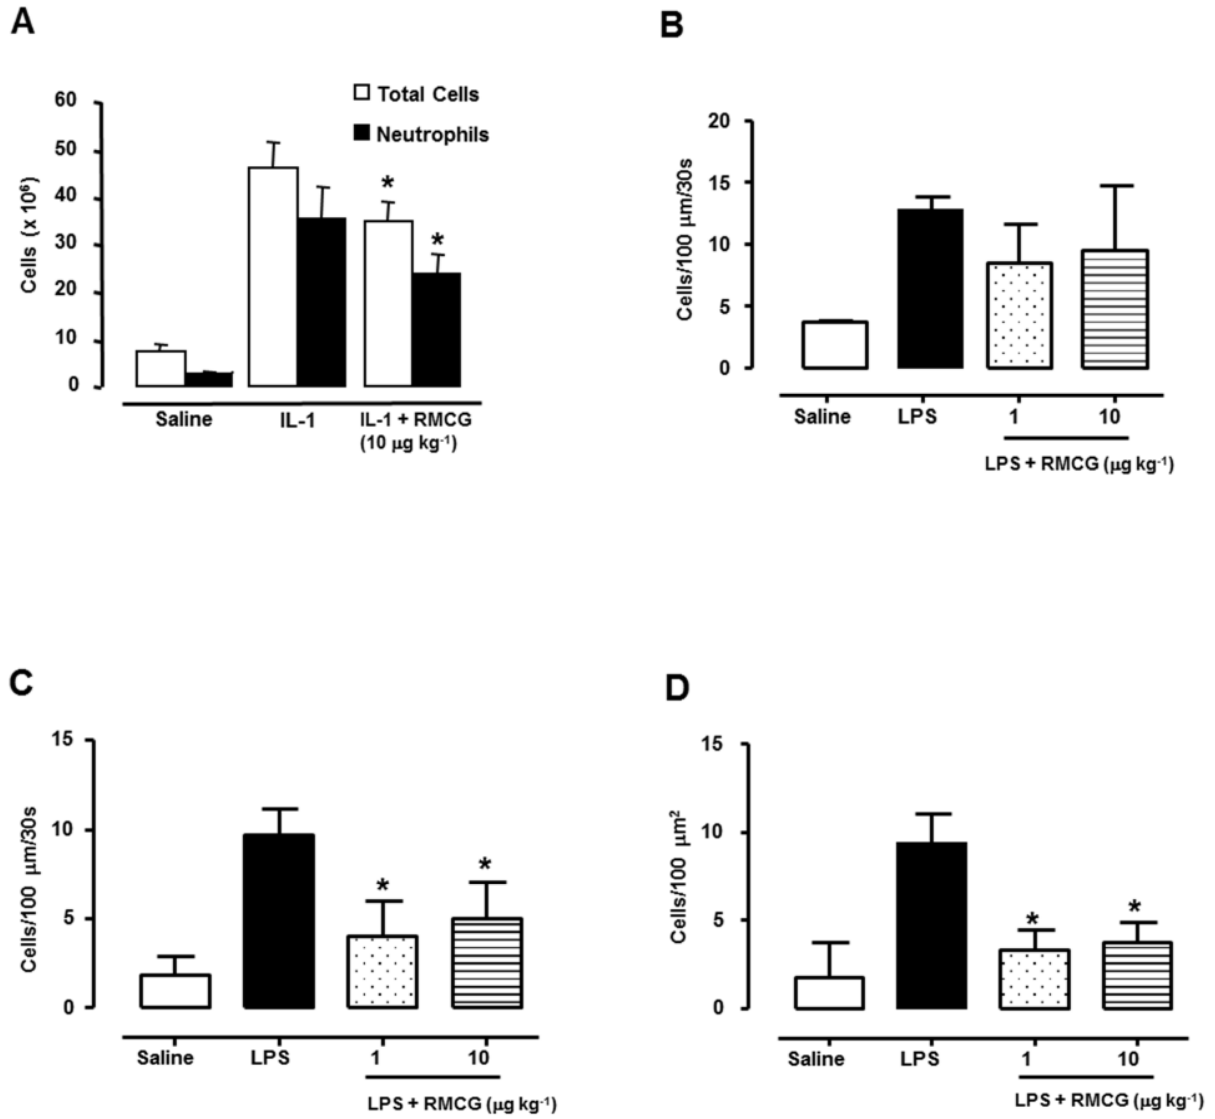 A
Total Cells
Neutrophils
60
50
40
30
20
10
0
Cells (x 10⁶)
*
*
Saline
IL-1
IL-1 + RMCG
(10 µg kg⁻¹)
B
20
15
10
5
0
Cells/100 µm/30s
Saline
LPS
1
10
LPS + RMCG (µg kg⁻¹)
C
15
10
5
0
Cells/100 µm/30s
*
*
Saline
LPS
1
10
LPS + RMCG (µg kg⁻¹)
D
15
10
5
0
Cells/100 µm²
*
*
Saline
LPS
1
10
LPS + RMCG (µg kg⁻¹)